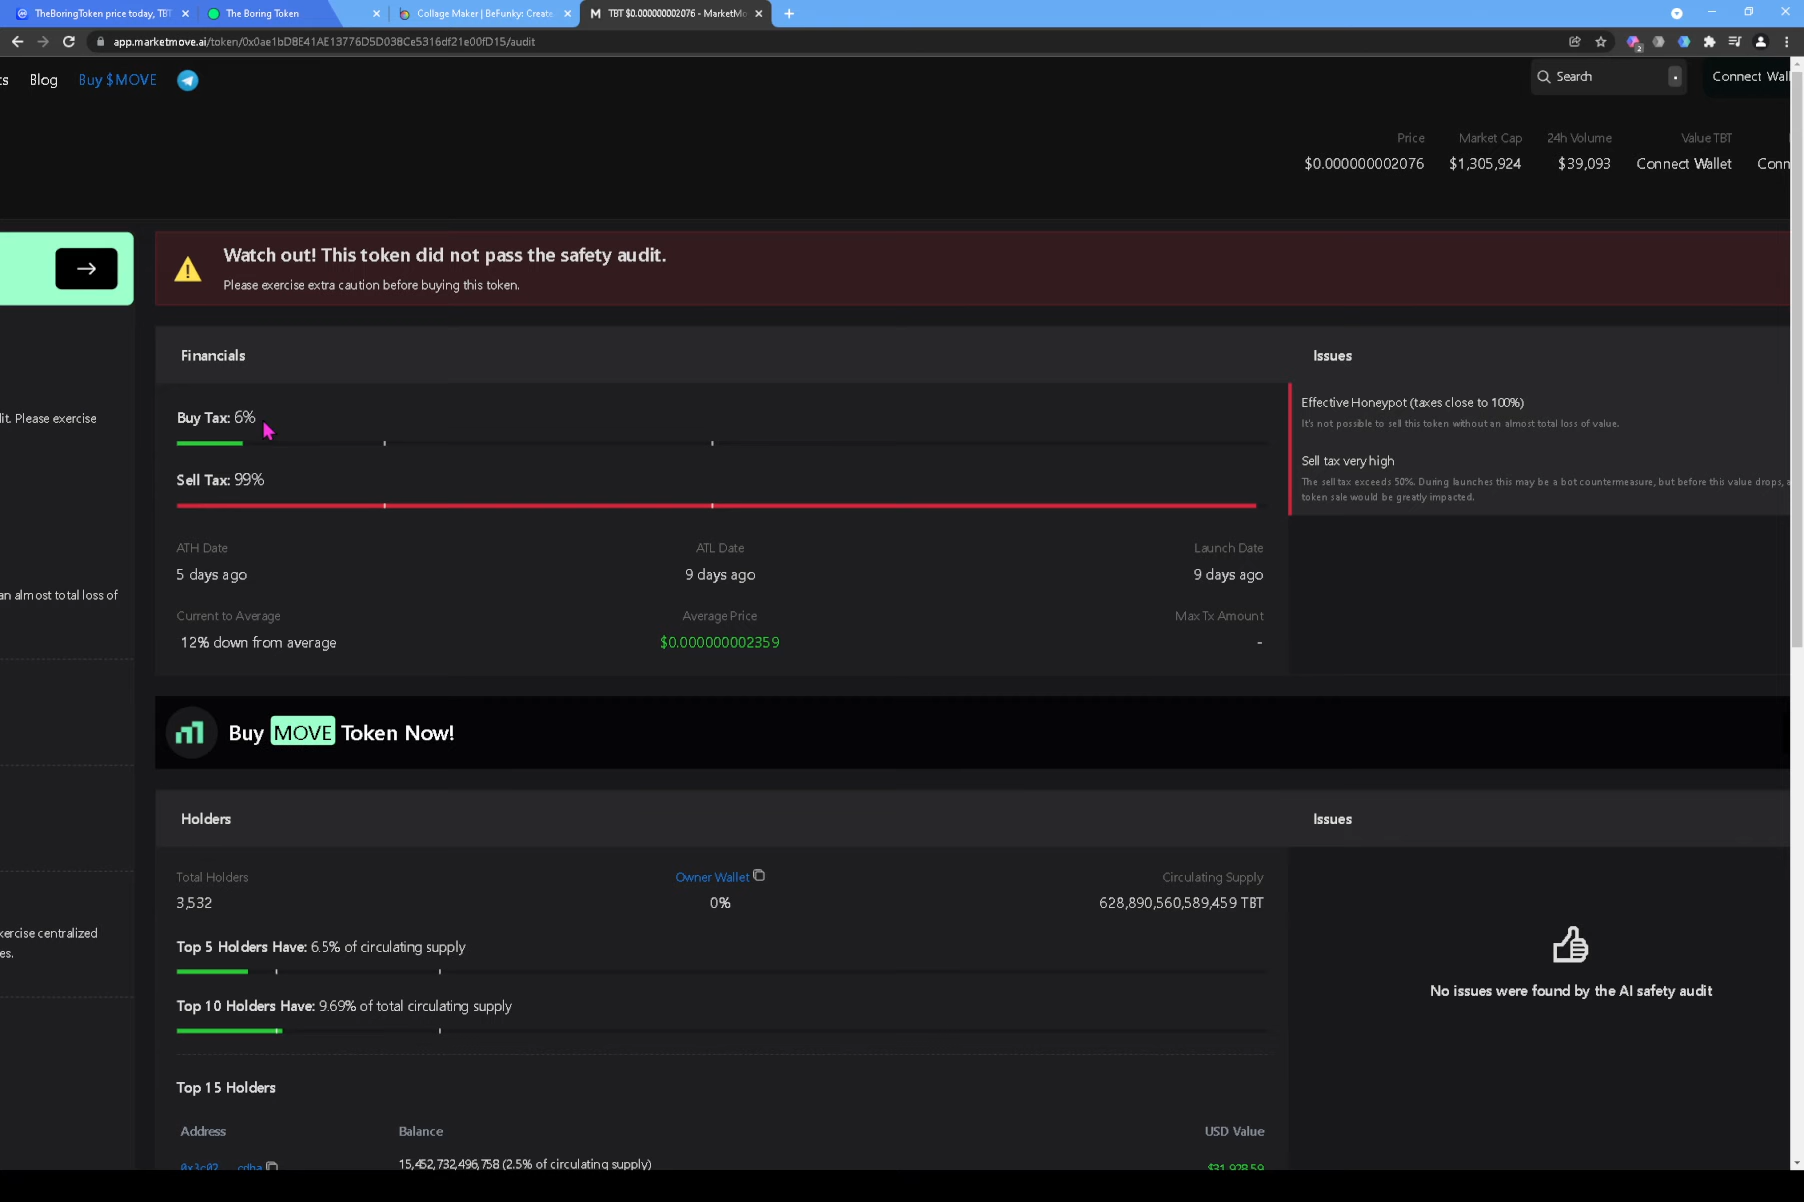 TheBoringToken price today, TBT
The Boring Token
Collage Maker | BeFunky: Create
TBT $0.000000002076 - MarketMo
app.marketmove.ai/token/0x0ae1bD8E41AE13776D5D038Ce5316df21e00fD15/audit
2
ts
Blog
Buy $MOVE
Search
Connect Wall
Price
Market Cap
24h Volume
Value TBT
$0.000000002076
$1,305,924
$39,093
Connect Wallet
Conn
Watch out! This token did not pass the safety audit.
Please exercise extra caution before buying this token.
Financials
Issues
Buy Tax: 6%
Effective Honeypot (taxes close to 100%)
It's not possible to sell this token without an almost total loss of value.
dit. Please exercise
Sell Tax: 99%
Sell tax very high
The sell tax exceeds 50%. During launches this may be a bot countermeasure, but before this value drops, a
token sale would be greatly impacted.
ATH Date
ATL Date
Launch Date
5 days ago
9 days ago
9 days ago
an almost total loss of
Current to Average
Average Price
Max Tx Amount
12% down from average
$0.000000002359
-
Buy MOVE Token Now!
Holders
Issues
Total Holders
Owner Wallet
Circulating Supply
3,532
0%
628,890,560,589,459 TBT
xercise centralized
es.
Top 5 Holders Have: 6.5% of circulating supply
Top 10 Holders Have: 9.69% of total circulating supply
No issues were found by the AI safety audit
Top 15 Holders
Address
Balance
USD Value
15,452,732,496,758 (2.5% of circulating supply)
$31,928.59